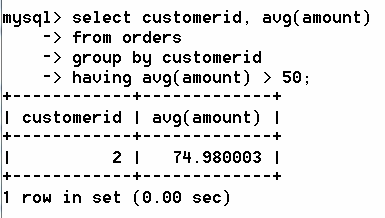 mysql> select customerid, avg(amount)
    -> from orders
    -> group by customerid
    -> having avg(amount) > 50;
+------------+-------------+
| customerid | avg(amount) |
+------------+-------------+
|          2 |   74.980003 |
+------------+-------------+
1 row in set (0.00 sec)